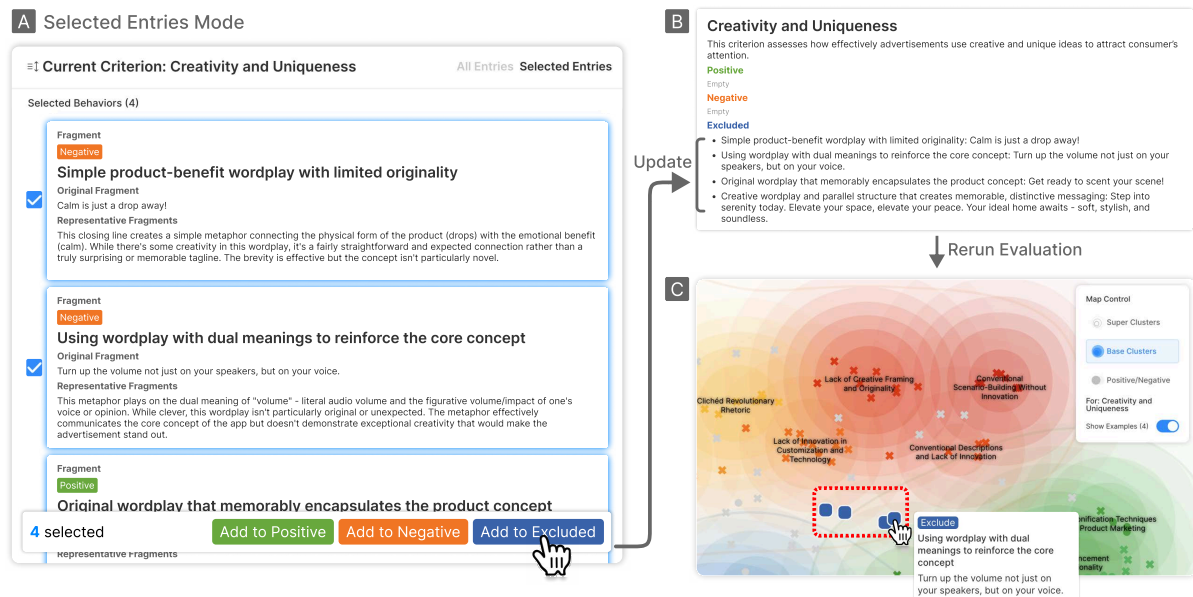 A Selected Entries Mode
Current Criterion: Creativity and Uniqueness
All Entries Selected Entries
Selected Behaviors (4)
Fragment
Negative
Simple product-benefit wordplay with limited originality
Original Fragment
Calm is just a drop away!
Representative Fragments
This closing line creates a simple metaphor connecting the physical form of the product (drops) with the emotional benefit
(calm). While there's some creativity in this wordplay, it's a fairly straightforward and expected connection rather than a
truly surprising or memorable tagline. The brevity is effective but the concept isn't particularly novel.
Fragment
Negative
Using wordplay with dual meanings to reinforce the core concept
Original Fragment
Turn up the volume not just on your speakers, but on your voice.
Representative Fragments
This metaphor plays on the dual meaning of "volume" - literal audio volume and the figurative volume/impact of one's
voice or opinion. While clever, this wordplay isn't particularly original or unexpected. The metaphor effectively
communicates the core concept of the app but doesn't demonstrate exceptional creativity that would make the
advertisement stand out.
Fragment
Positive
Original wordplay that memorably encapsulates the product concept
4 selected
Add to Positive
Add to Negative
Add to Excluded
Representative Fragments
Update
B
Creativity and Uniqueness
This criterion assesses how effectively advertisements use creative and unique ideas to attract consumer's
attention.
Positive
Empty
Negative
Empty
Excluded
• Simple product-benefit wordplay with limited originality: Calm is just a drop away!
• Using wordplay with dual meanings to reinforce the core concept: Turn up the volume not just on your
speakers, but on your voice.
• Original wordplay that memorably encapsulates the product concept: Get ready to scent your scene!
• Creative wordplay and parallel structure that creates memorable, distinctive messaging: Step into
serenity today. Elevate your space, elevate your peace. Your ideal home awaits - soft, stylish, and
soundless.
Rerun Evaluation
C
Map Control
Super Clusters
Base Clusters
Positive/Negative
For: Creativity and
Uniqueness
Show Examples (4)
Lack of Creative Framing
and Originality
Conventional
Scenario-Building Without
Innovation
Clichéd Revolutionary
Rhetoric
Lack of Innovation in
Customization and
Technology
Conventional Descriptions
and Lack of Innovation
Exclude
Using wordplay with dual
meanings to reinforce the core
concept
Turn up the volume not just on
your speakers, but on your voice.
Techniques
Product Marketing